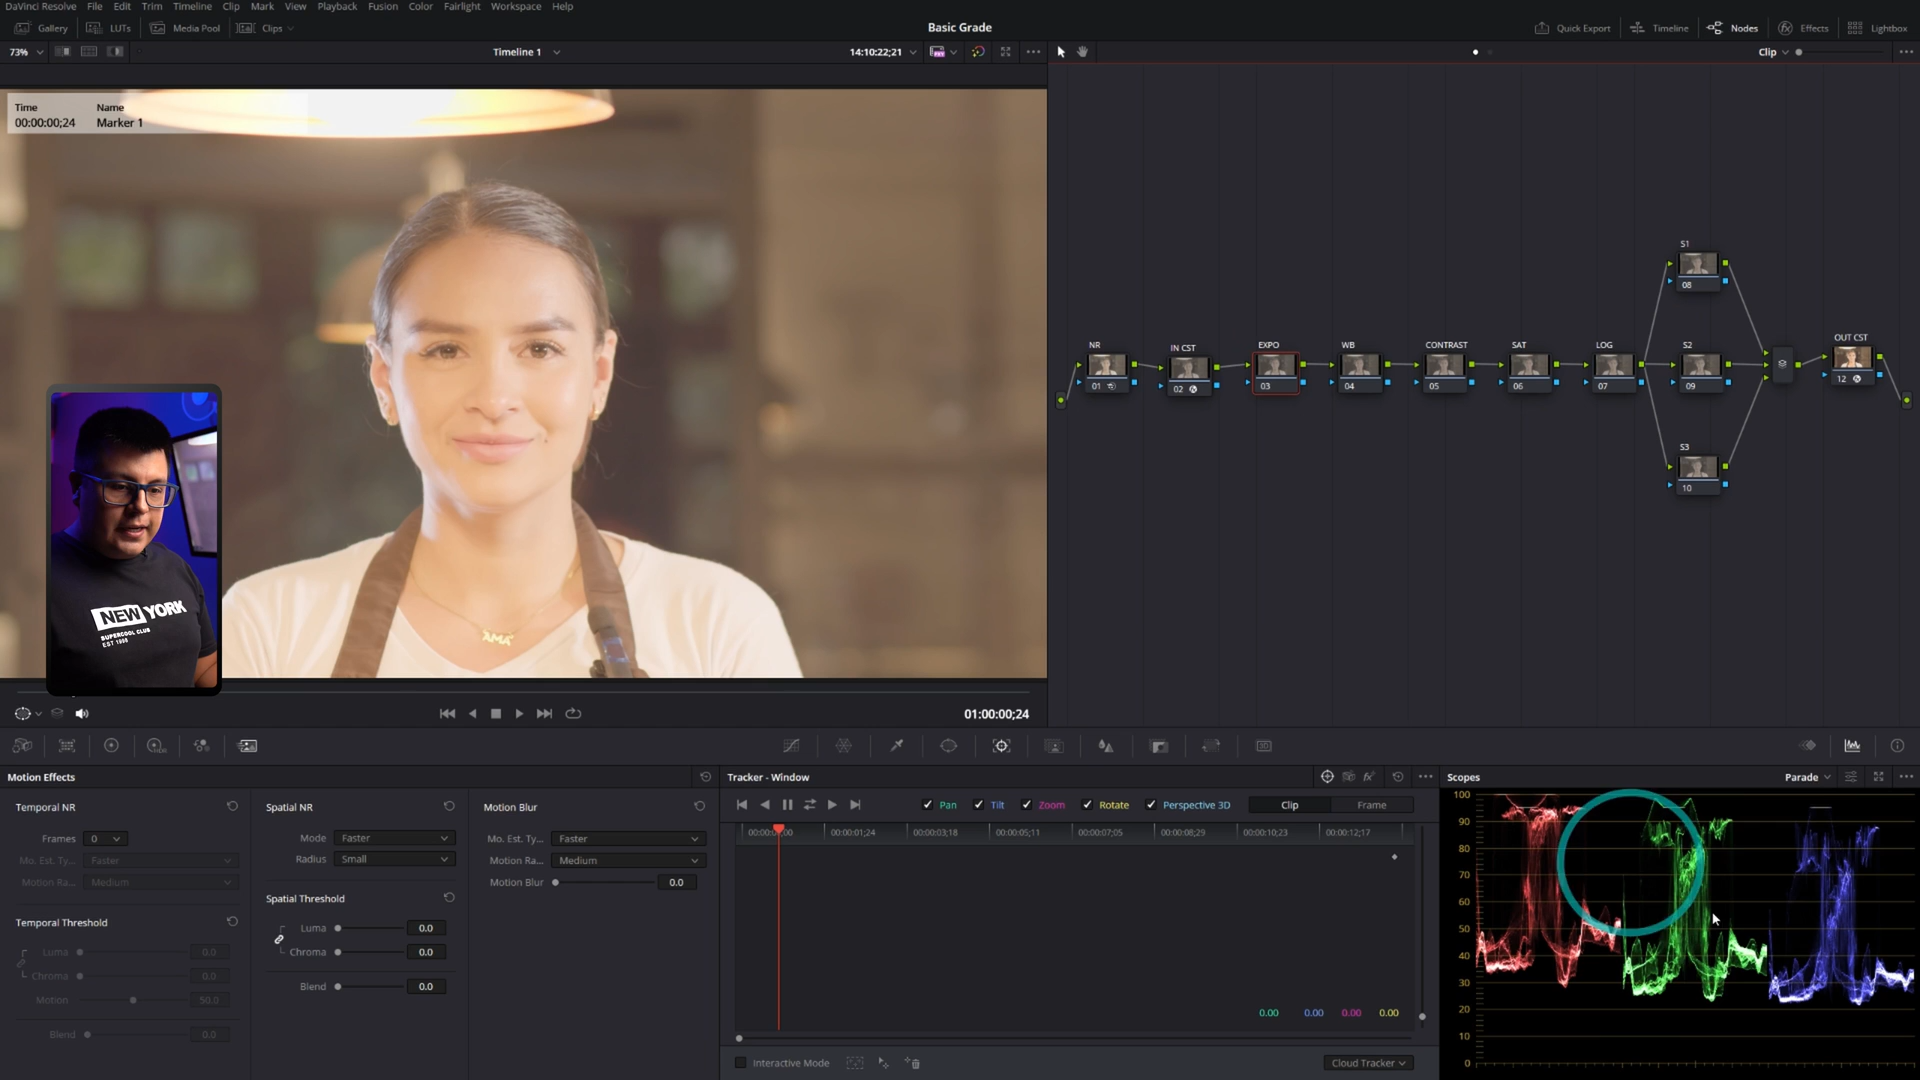 DaVinci Resolve File Edit Trim Timeline Clip Mark View Playback Fusion Color Fairlight Workspace Help
Gallery LUTs Media Pool Clips Basic Grade Quick Export Timeline Nodes Effects Lightbox
73% Timeline 1 14:10:22;21 Clip
Time Name
00:00:00;24 Marker 1
S1
08
NR IN CST EXPO WB CONTRAST SAT LOG S2 OUT CST
01 02 03 04 05 06 07 09 12
S3
10
AMA
NEW YORK
SUPERCOOL CLUB
EST 1998
01:00:00;24
Motion Effects Tracker - Window Scopes Parade
Temporal NR Spatial NR Motion Blur
Pan Tilt Zoom Rotate Perspective 3D Clip Frame
Frames 0 Mode Faster Mo. Est. Ty... Faster
00:00:01;24 00:00:03;18 00:00:05;11 00:00:07;05 00:00:08;29 00:00:10;23 00:00:12;17
Mo. Est. Ty... Faster Radius Small Motion Ra... Medium
Motion Ra... Medium Motion Blur 0.0
Spatial Threshold
Temporal Threshold
Luma 0.0 Luma 0.0
Chroma 0.0 Chroma 0.0
Motion 50.0 Blend 0.0
Blend 0.0
0.00 0.00 0.00 0.00
Interactive Mode Cloud Tracker
100
90
80
70
60
50
40
30
20
10
0